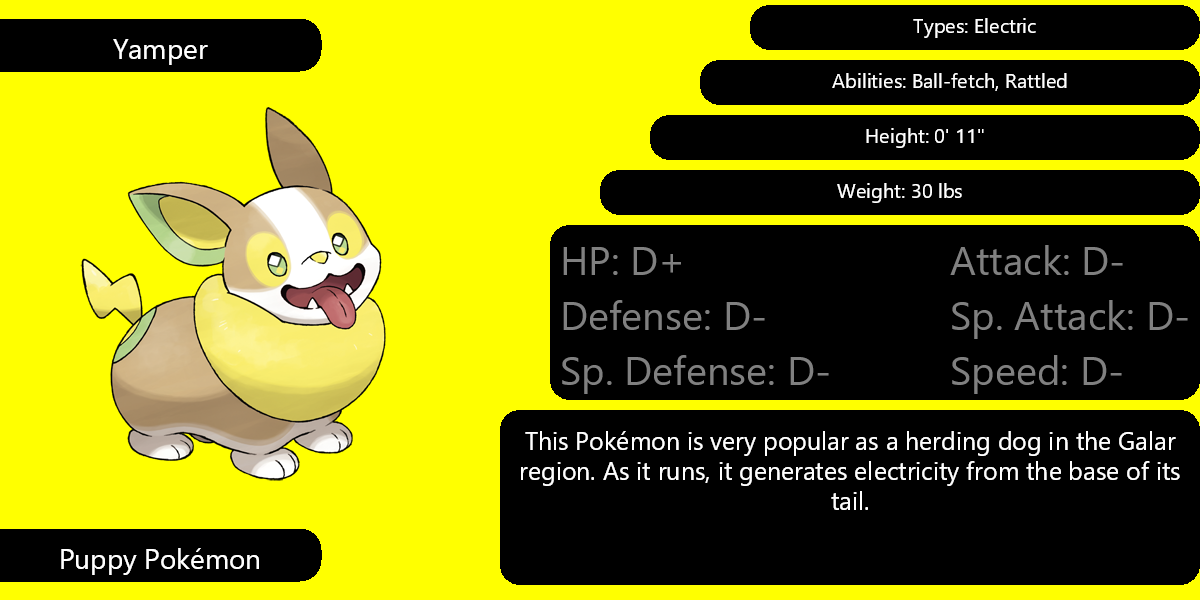 Yamper
Types: Electric
Abilities: Ball-fetch, Rattled
Height: 0' 11"
Weight: 30 lbs
HP: D+ Attack: D-
Defense: D- Sp. Attack: D-
Sp. Defense: D- Speed: D-
This Pokémon is very popular as a herding dog in the Galar
region. As it runs, it generates electricity from the base of its
tail.
Puppy Pokémon